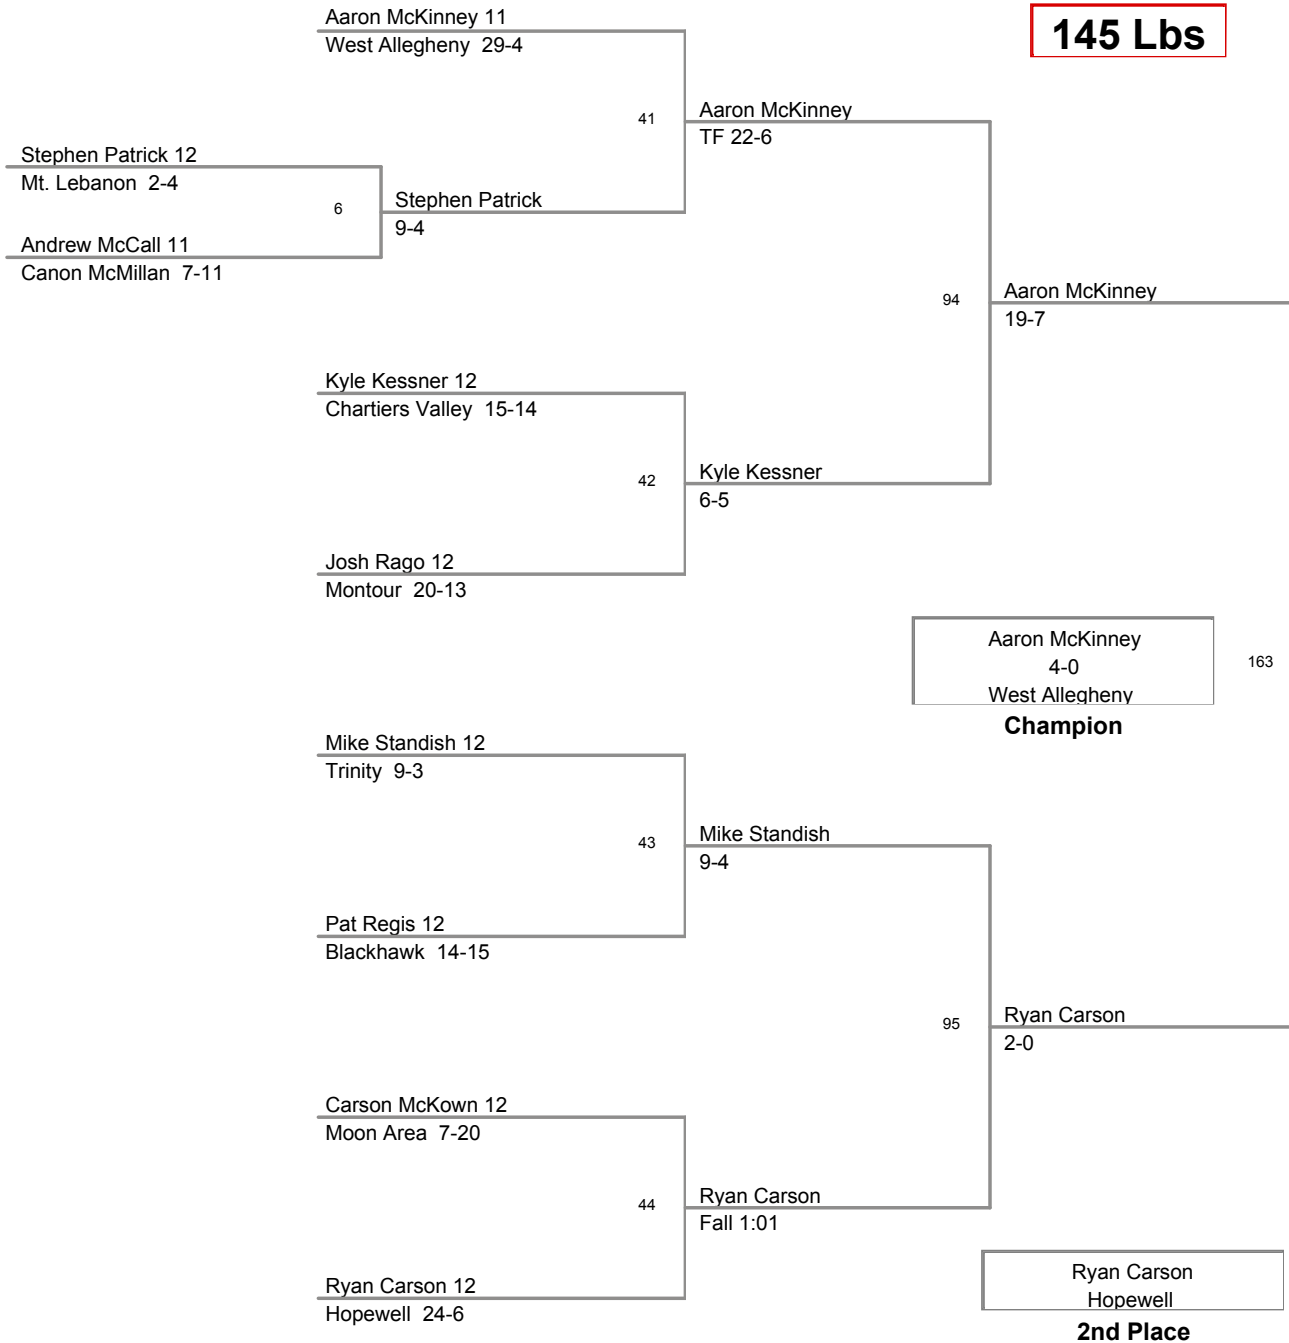 Aaron McKinney 11
West Allegheny 29-4
145 Lbs
41
Aaron McKinney
TF 22-6
Stephen Patrick 12
Mt. Lebanon 2-4
6
Stephen Patrick
9-4
Andrew McCall 11
Canon McMillan 7-11
94
Aaron McKinney
19-7
Kyle Kessner 12
Chartiers Valley 15-14
42
Kyle Kessner
6-5
Josh Rago 12
Montour 20-13
Aaron McKinney
4-0
West Allegheny
163
Champion
Mike Standish 12
Trinity 9-3
43
Mike Standish
9-4
Pat Regis 12
Blackhawk 14-15
95
Ryan Carson
2-0
Carson McKown 12
Moon Area 7-20
44
Ryan Carson
Fall 1:01
Ryan Carson 12
Hopewell 24-6
Ryan Carson
Hopewell
2nd Place